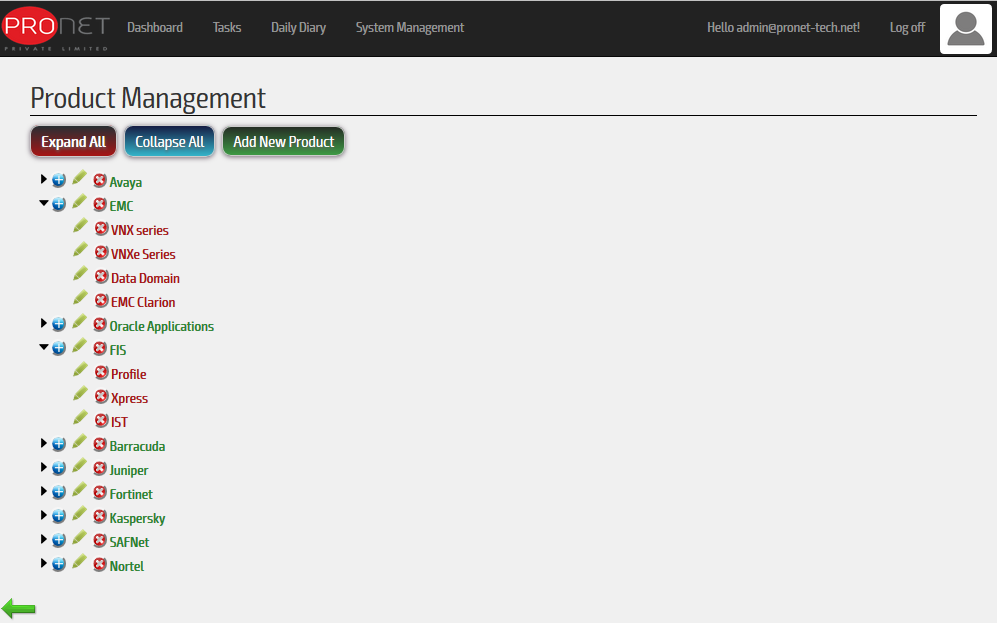 PRONET Dashboard Tasks Daily Diary System Management Hello admin@pronet-tech.net! Log off
PRIVATE LIMITED
Product Management
Expand All Collapse All Add New Product
Avaya
EMC
VNX series
VNXe Series
Data Domain
EMC Clarion
Oracle Applications
FIS
Profile
Xpress
IST
Barracuda
Juniper
Fortinet
Kaspersky
SAFNet
Nortel